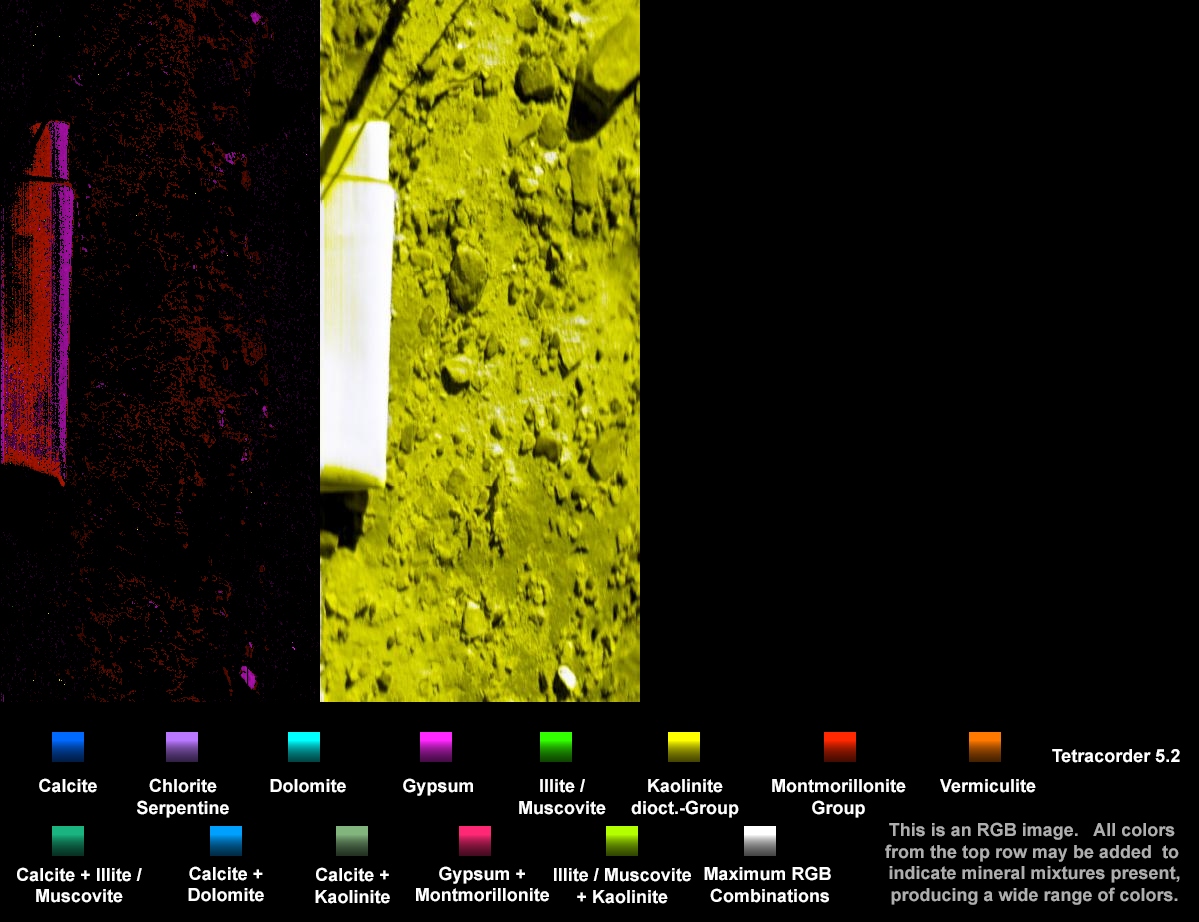 Tetracorder 5.2
Calcite
Chlorite
Serpentine
Dolomite
Gypsum
Illite /
Muscovite
Kaolinite
dioct.-Group
Montmorillonite
Group
Vermiculite
Calcite + Illite /
Muscovite
Calcite +
Dolomite
Calcite +
Kaolinite
Gypsum +
Montmorillonite
Illite / Muscovite
+ Kaolinite
Maximum RGB
Combinations
This is an RGB image. All colors
from the top row may be added to
indicate mineral mixtures present,
producing a wide range of colors.